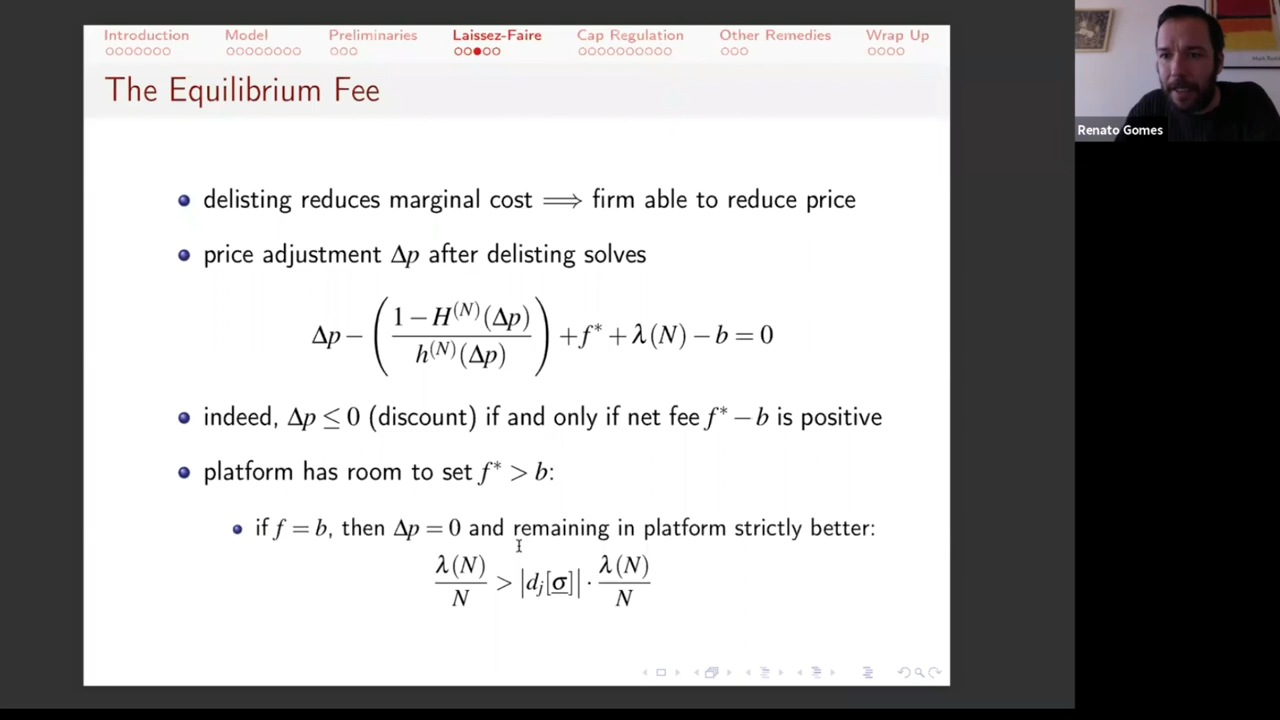 Introduction Model Preliminaries Laissez-Faire Cap Regulation Other Remedies Wrap Up
The Equilibrium Fee
delisting reduces marginal cost ⟹ firm able to reduce price
price adjustment Δp after delisting solves
Δp − ( (1 − H^(N)(Δp)) / h^(N)(Δp) ) + f* + λ(N) − b = 0
indeed, Δp ≤ 0 (discount) if and only if net fee f* − b is positive
platform has room to set f* > b:
if f = b, then Δp = 0 and remaining in platform strictly better:
λ(N)/N > |d_j[σ̲]| · λ(N)/N
Renato Gomes